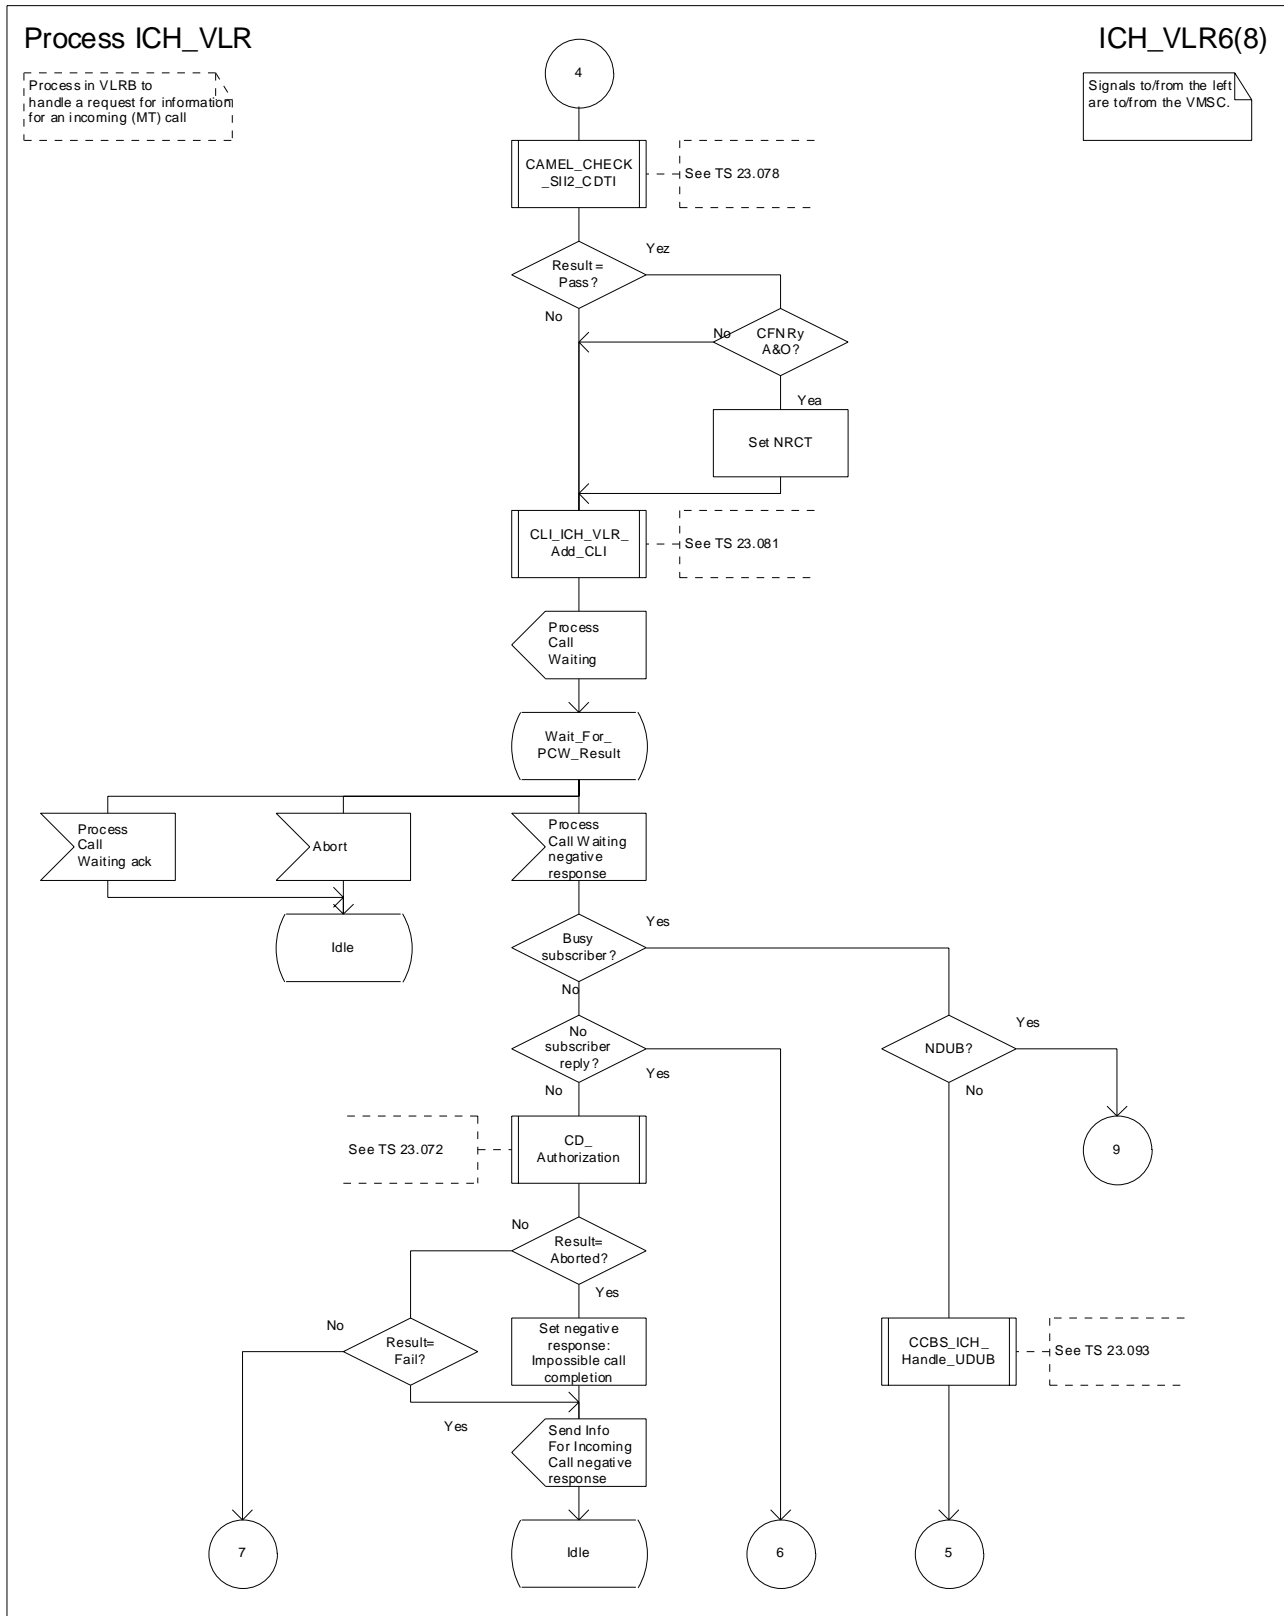 Process ICH_VLR
ICH_VLR6(8)
Process in VLRB to
handle a request for information
for an incoming (MT) call
Signals to/from the left
are to/from the VMSC.
4
CAMEL_CHECK
_SII2_CDTI
See TS 23.078
Yez
Result =
Pass?
No
No
CFNRy
A&O?
Yea
Set NRCT
CLI_ICH_VLR_
Add_CLI
See TS 23.081
Process
Call
Waiting
Wait_For_
PCW_Result
Process
Call
Waiting ack
Abort
Process
Call Waiting
negative
response
Idle
Busy
subscriber?
Yes
No
No
subscriber
reply?
Yes
No
NDUB?
Yes
No
9
See TS 23.072
CD_
Authorization
No
Result=
Aborted?
Yes
No
Result=
Fail?
Yes
Set negative
response:
Impossible call
completion
CCBS_ICH_
Handle_UDUB
See TS 23.093
Send Info
For Incoming
Call negative
response
7
Idle
6
5